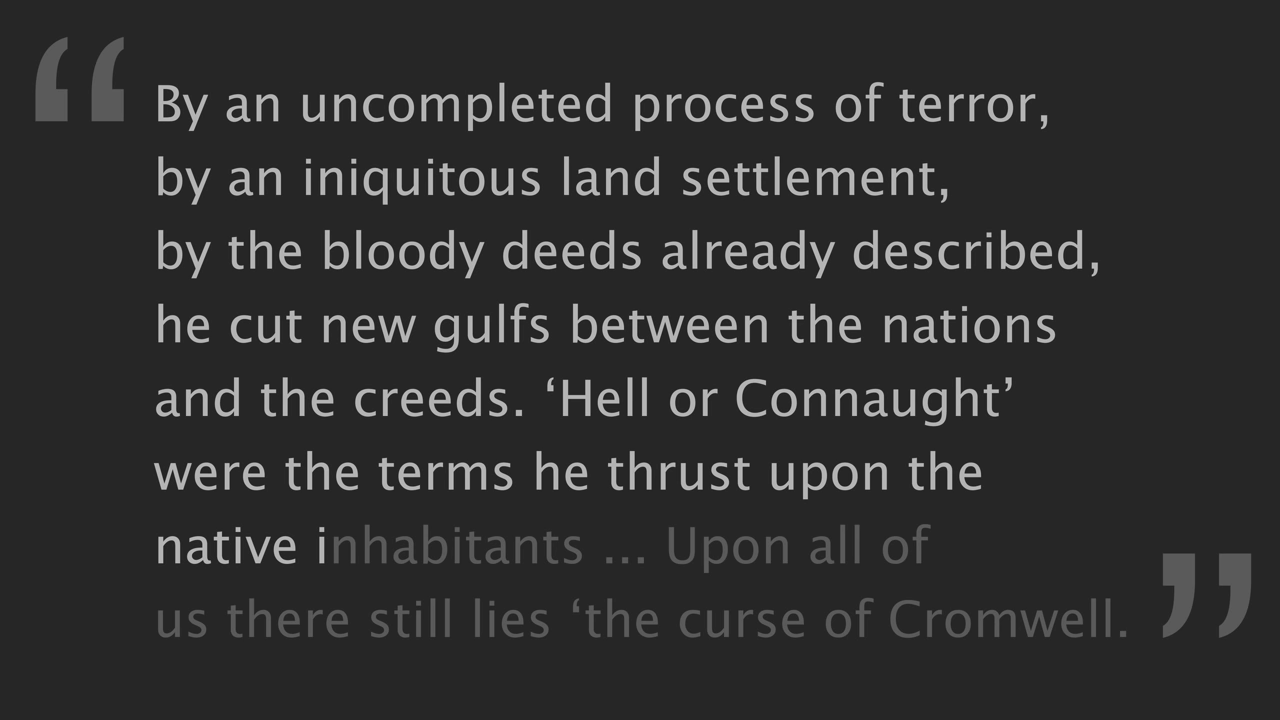 “By an uncompleted process of terror,
by an iniquitous land settlement,
by the bloody deeds already described,
he cut new gulfs between the nations
and the creeds. ‘Hell or Connaught’
were the terms he thrust upon the
native inhabitants ... Upon all of
us there still lies ‘the curse of Cromwell.”